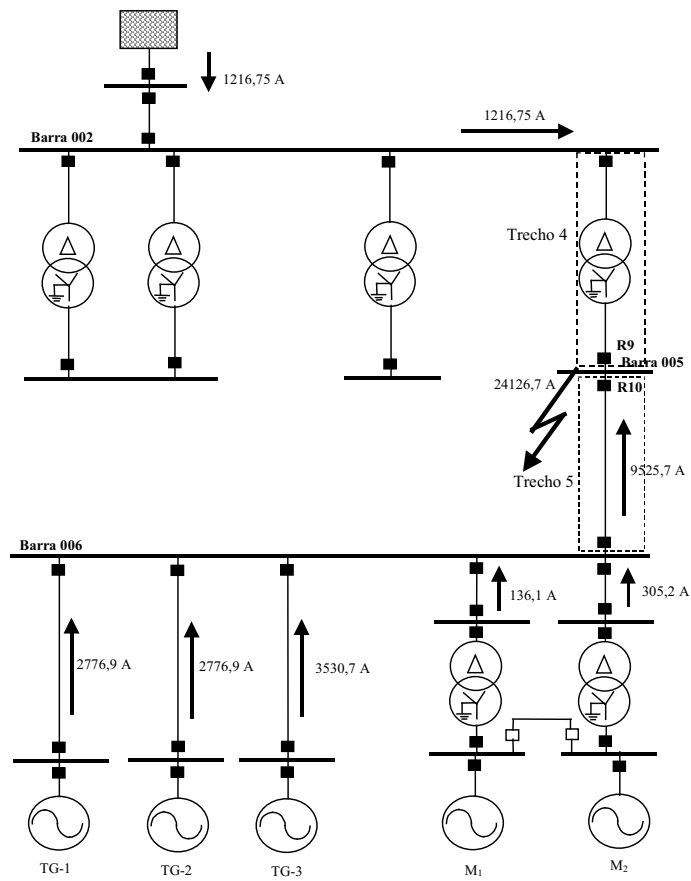 1216,75 A
1216,75 A
Barra 002
Trecho 4
R9
Barra 005
24126,7 A
R10
9525,7 A
Trecho 5
Barra 006
136,1 A
305,2 A
2776,9 A
2776,9 A
3530,7 A
TG-1
TG-2
TG-3
M1
M2